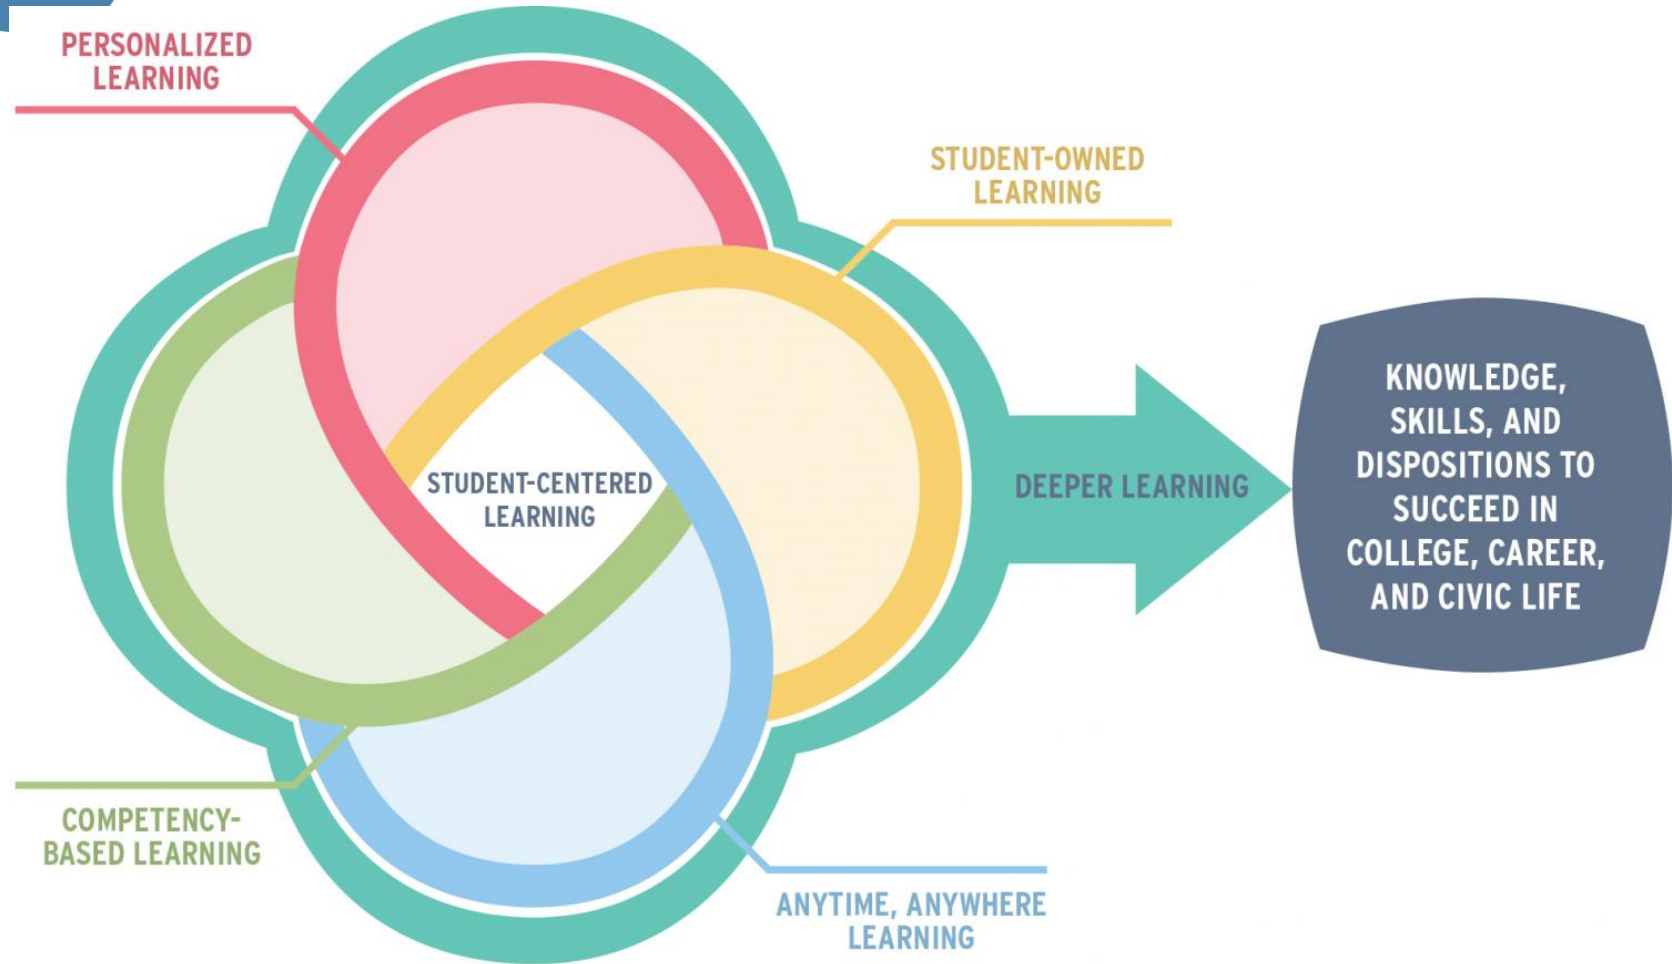 PERSONALIZED
LEARNING
STUDENT-OWNED
LEARNING
STUDENT-CENTERED
LEARNING
DEEPER LEARNING
KNOWLEDGE,
SKILLS, AND
DISPOSITIONS TO
SUCCEED IN
COLLEGE, CAREER,
AND CIVIC LIFE
COMPETENCY-
BASED LEARNING
ANYTIME, ANYWHERE
LEARNING